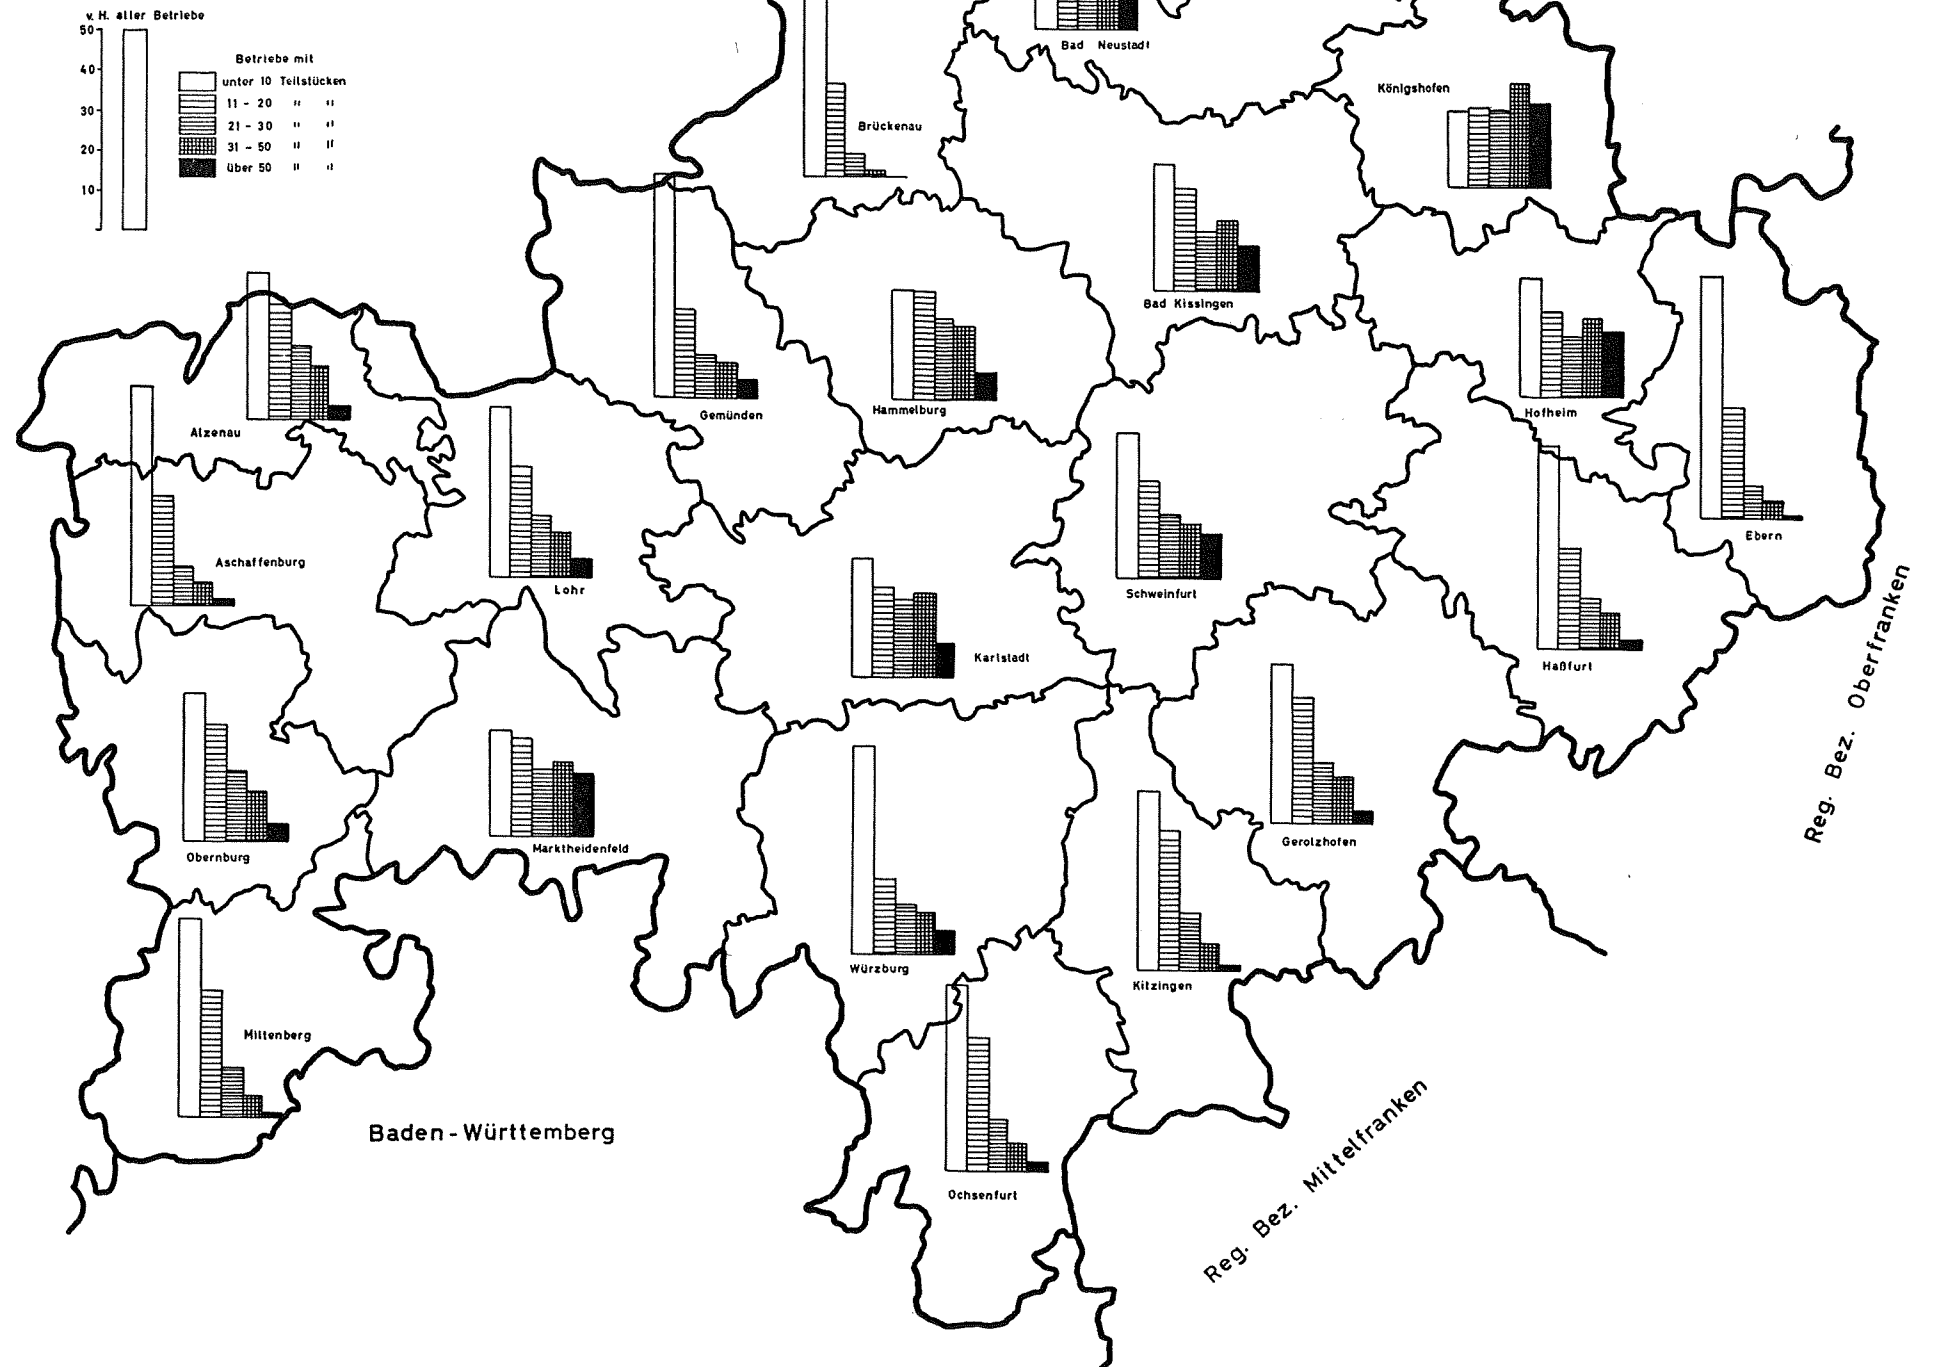 v. H. aller Betriebe
50
40
30
20
10
Betriebe mit
unter 10 Teilstücken
11 - 20 " "
21 - 30 " "
31 - 50 " "
über 50 " "
Bad Neustadt
Königshofen
Brückenau
Bad Kissingen
Gemünden
Hammelburg
Hofheim
Alzenau
Ebern
Aschaffenburg
Lohr
Schweinfurt
Karlstadt
Haßfurt
Reg. Bez. Oberfranken
Obernburg
Marktheidenfeld
Gerolzhofen
Würzburg
Kitzingen
Miltenberg
Baden-Württemberg
Ochsenfurt
Reg. Bez. Mittelfranken